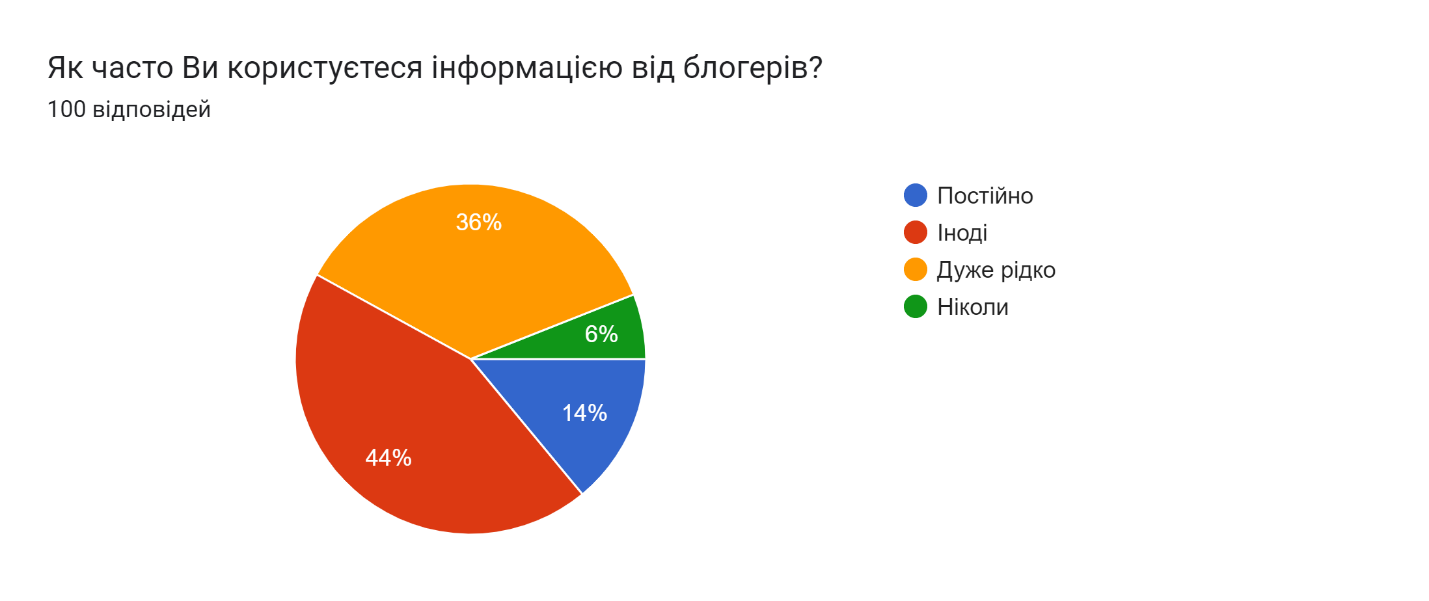 Як часто Ви користуєтеся інформацією від блогерів?
100 відповідей
36%
6%
14%
44%
Постійно
Іноді
Дуже рідко
Ніколи